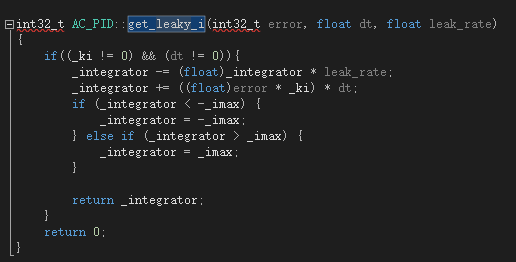 int32_t AC_PID::get_leaky_i(int32_t error, float dt, float leak_rate)
{
    if((_ki != 0) && (dt != 0)){
        _integrator -= (float)_integrator * leak_rate;
        _integrator += ((float)error * _ki) * dt;
        if (_integrator < -_imax) {
            _integrator = -_imax;
        } else if (_integrator > _imax) {
            _integrator = _imax;
        }

        return _integrator;
    }
    return 0;
}